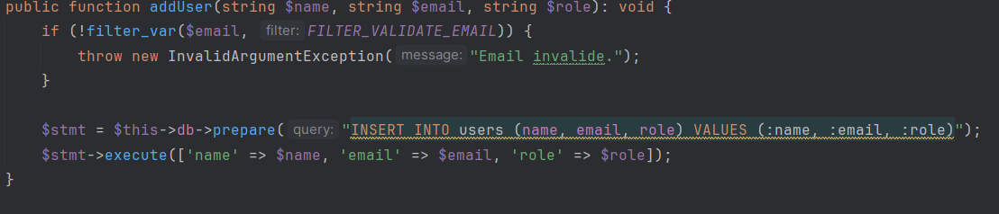 public function addUser(string $name, string $email, string $role): void {
if (!filter_var($email, filter: FILTER_VALIDATE_EMAIL)) {
throw new InvalidArgumentException( message: "Email invalide.");
}
$stmt = $this->db->prepare( query: "INSERT INTO users (name, email, role) VALUES (:name, :email, :role)");
$stmt->execute(['name' => $name, 'email' => $email, 'role' => $role]);
}